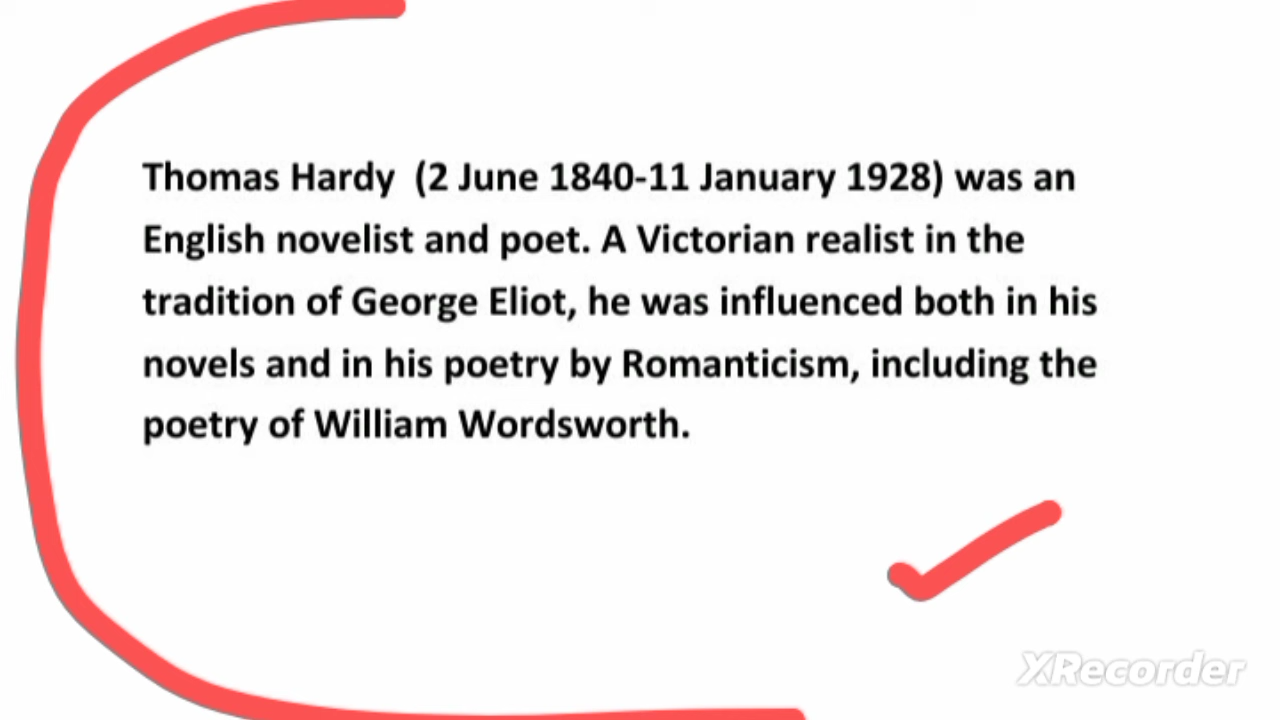 Thomas Hardy (2 June 1840-11 January 1928) was an
English novelist and poet. A Victorian realist in the
tradition of George Eliot, he was influenced both in his
novels and in his poetry by Romanticism, including the
poetry of William Wordsworth.
XRecorder